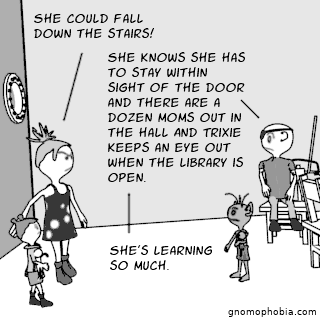 SHE COULD FALL
DOWN THE STAIRS!
SHE KNOWS SHE HAS
TO STAY WITHIN
SIGHT OF THE DOOR
AND THERE ARE A
DOZEN MOMS OUT IN
THE HALL AND TRIXIE
KEEPS AN EYE OUT
WHEN THE LIBRARY IS
OPEN.
SHE'S LEARNING
SO MUCH.
gnomophobia.com